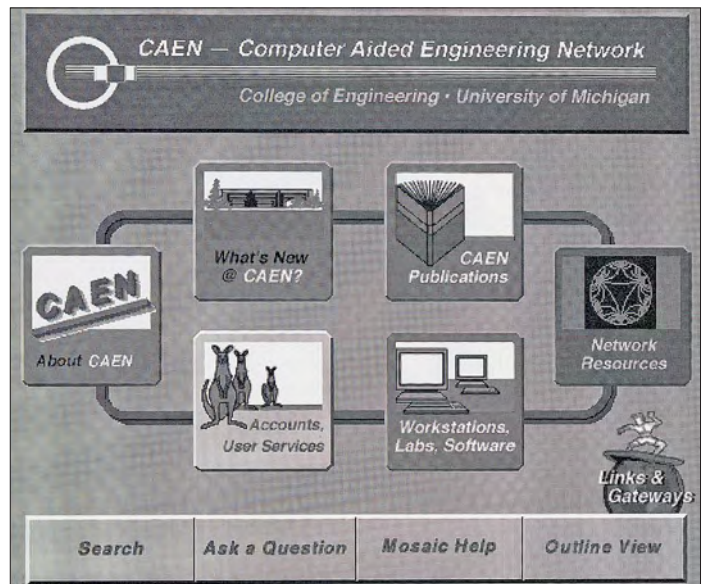 CAEN — Computer Aided Engineering Network
College of Engineering • University of Michigan
What's New
@ CAEN?
CAEN
Publications
CAEN
About CAEN
Network
Resources
Accounts,
User Services
Workstations,
Labs, Software
Links &
Gateways
Search
Ask a Question
Mosaic Help
Outline View